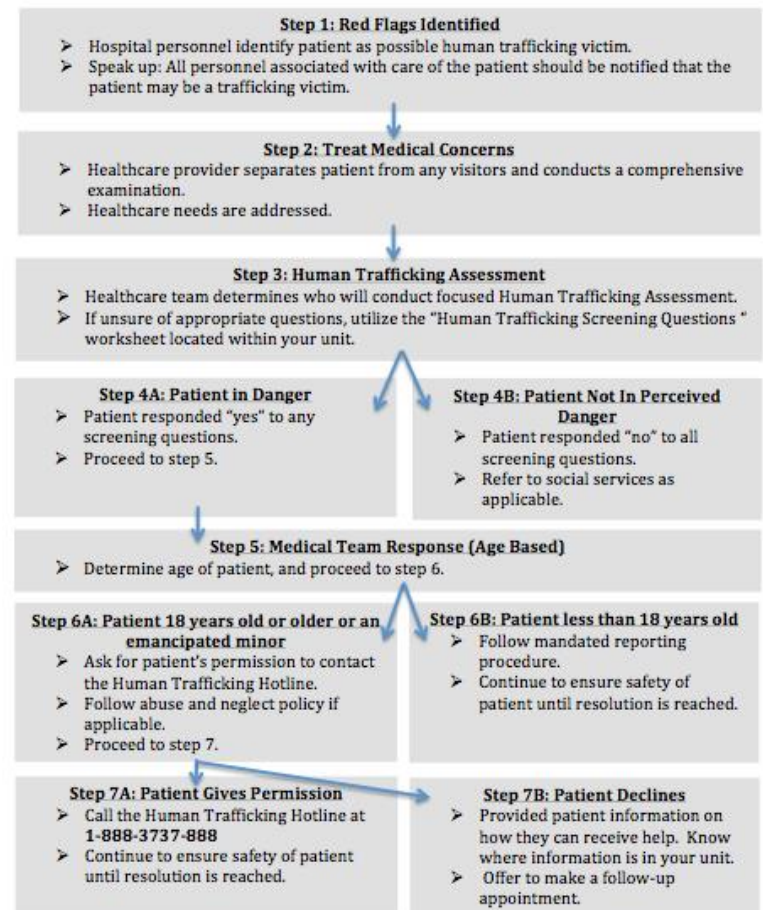 Step 1: Red Flags Identified
➢ Hospital personnel identify patient as possible human trafficking victim.
➢ Speak up: All personnel associated with care of the patient should be notified that the
patient may be a trafficking victim.
Step 2: Treat Medical Concerns
➢ Healthcare provider separates patient from any visitors and conducts a comprehensive
examination.
➢ Healthcare needs are addressed.
Step 3: Human Trafficking Assessment
➢ Healthcare team determines who will conduct focused Human Trafficking Assessment.
➢ If unsure of appropriate questions, utilize the “Human Trafficking Screening Questions “
worksheet located within your unit.
Step 4A: Patient in Danger
➢ Patient responded “yes” to any
screening questions.
➢ Proceed to step 5.
Step 4B: Patient Not In Perceived
Danger
➢ Patient responded “no” to all
screening questions.
➢ Refer to social services as
applicable.
Step 5: Medical Team Response (Age Based)
➢ Determine age of patient, and proceed to step 6.
Step 6A: Patient 18 years old or older or an
emancipated minor
➢ Ask for patient’s permission to contact
the Human Trafficking Hotline.
➢ Follow abuse and neglect policy if
applicable.
➢ Proceed to step 7.
Step 6B: Patient less than 18 years old
➢ Follow mandated reporting
procedure.
➢ Continue to ensure safety of
patient until resolution is reached.
Step 7A: Patient Gives Permission
➢ Call the Human Trafficking Hotline at
1-888-3737-888
➢ Continue to ensure safety of patient
until resolution is reached.
Step 7B: Patient Declines
➢ Provided patient information on
how they can receive help. Know
where information is in your unit.
➢ Offer to make a follow-up
appointment.